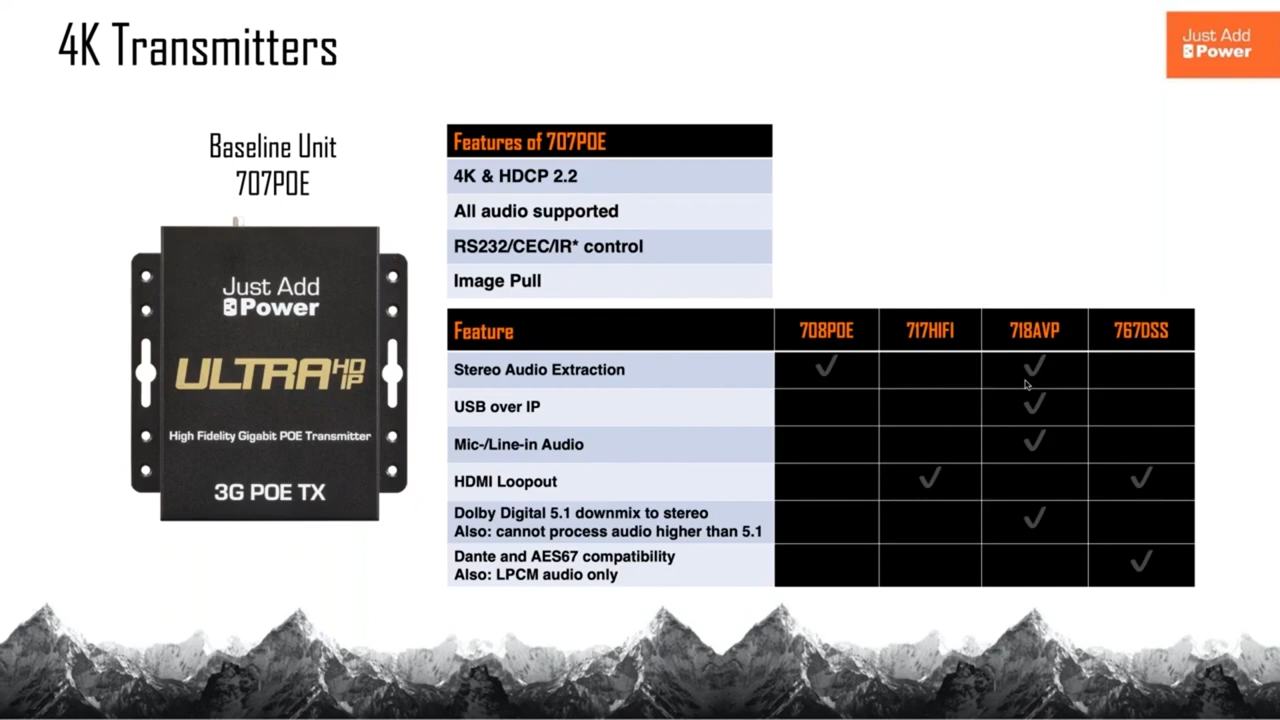 4K Transmitters
Just Add
Power
Baseline Unit
707POE
Just Add
Power
ULTRA HD IP
High Fidelity Gigabit POE Transmitter
3G POE TX
Features of 707POE
4K & HDCP 2.2
All audio supported
RS232/CEC/IR* control
Image Pull
Feature 708POE 717HIFI 718AVP 767DSS
Stereo Audio Extraction ✓ ✓
USB over IP ✓
Mic-/Line-in Audio ✓
HDMI Loopout ✓ ✓
Dolby Digital 5.1 downmix to stereo
Also: cannot process audio higher than 5.1 ✓
Dante and AES67 compatibility
Also: LPCM audio only ✓